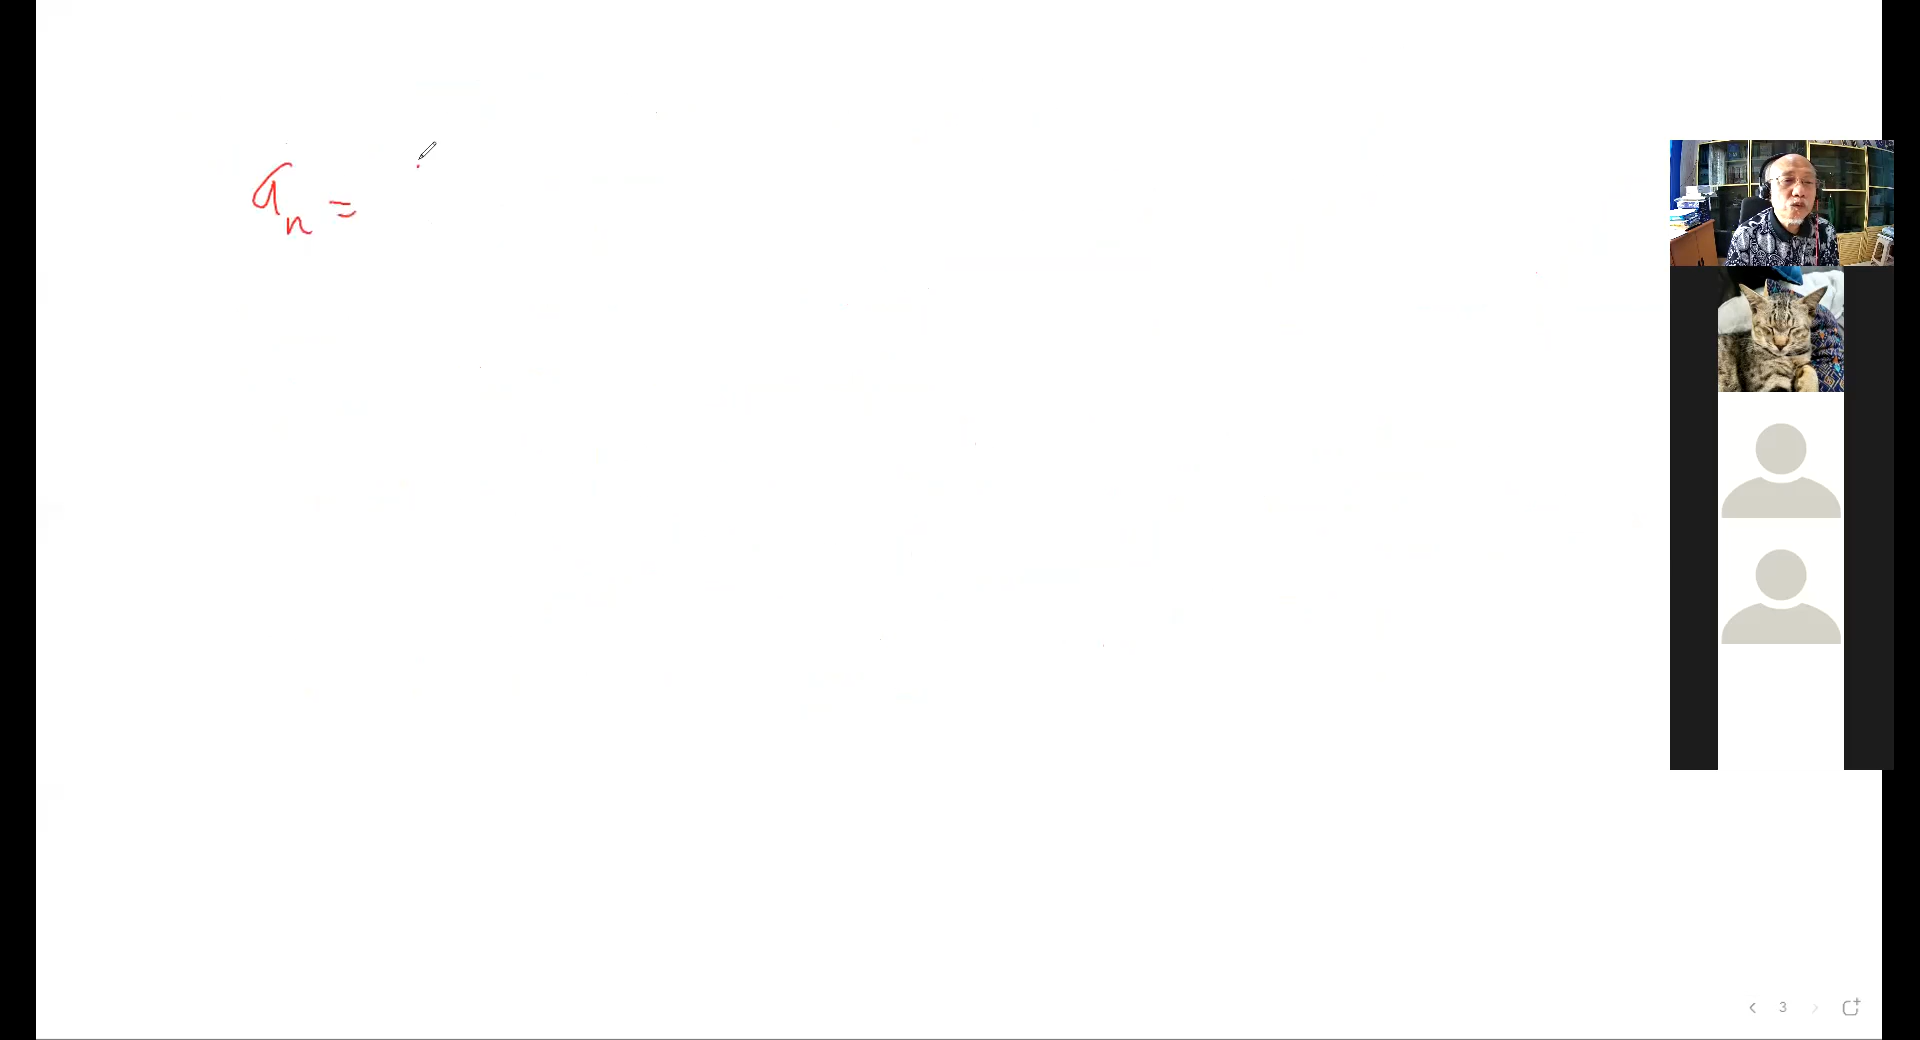 a_n =
3